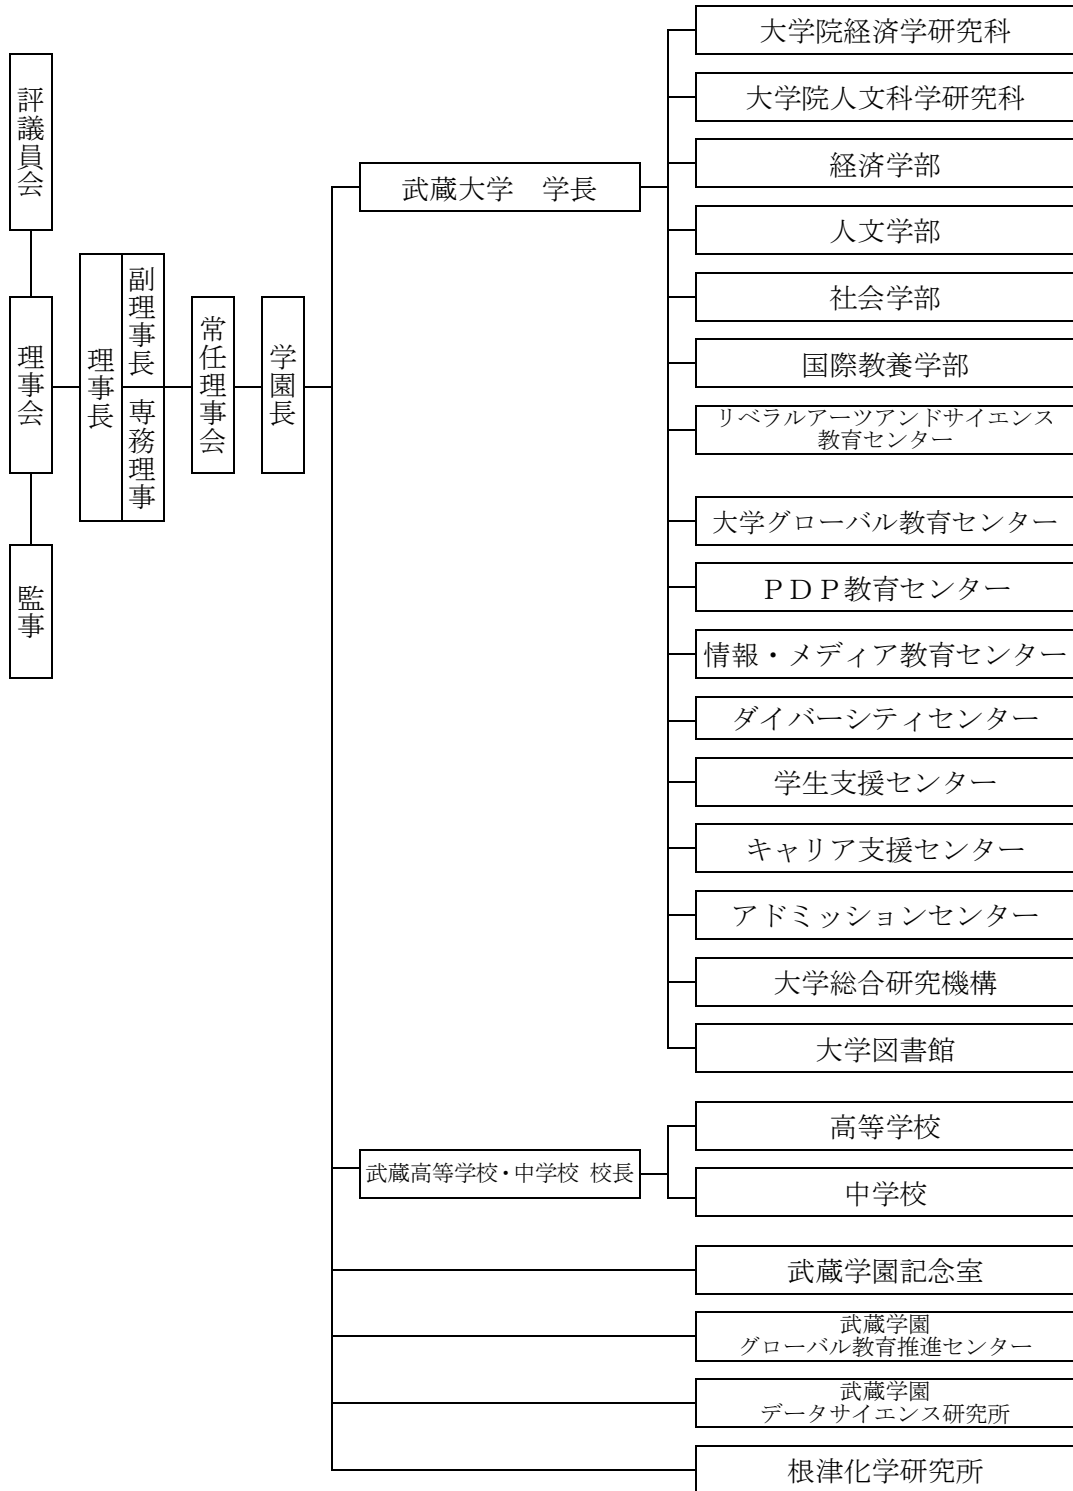 評議員会
理事会
監事
理事長
副理事長
専務理事
常任理事会
学園長
武蔵大学　学長
大学院経済学研究科
大学院人文科学研究科
経済学部
人文学部
社会学部
国際教養学部
リベラルアーツアンドサイエンス
教育センター
大学グローバル教育センター
ＰＤＰ教育センター
情報・メディア教育センター
ダイバーシティセンター
学生支援センター
キャリア支援センター
アドミッションセンター
大学総合研究機構
大学図書館
武蔵高等学校・中学校 校長
高等学校
中学校
武蔵学園記念室
武蔵学園
グローバル教育推進センター
武蔵学園
データサイエンス研究所
根津化学研究所